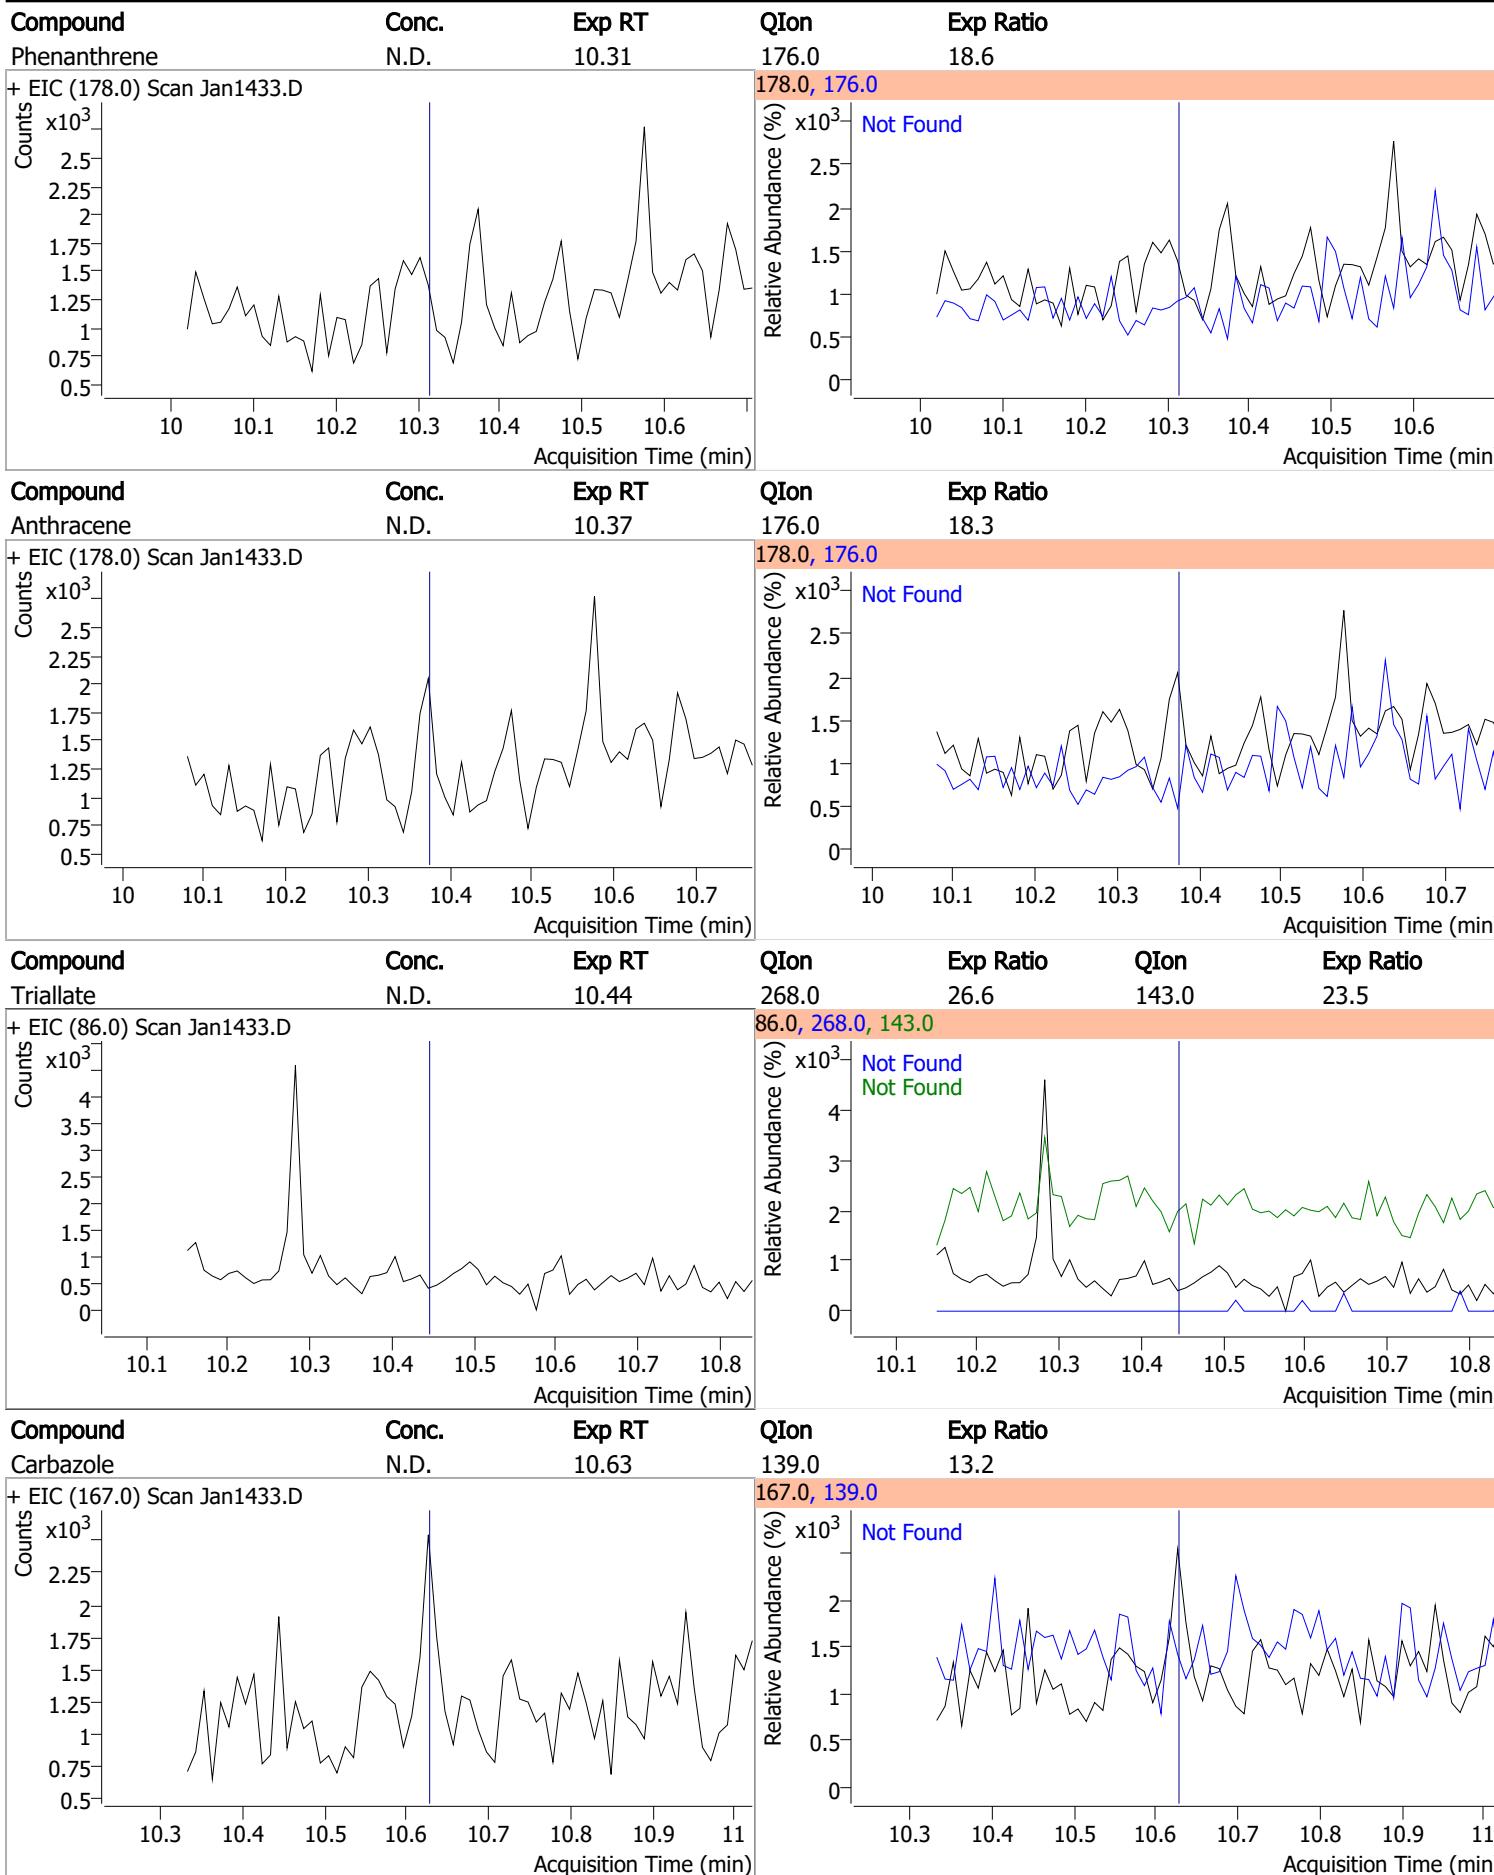 Compound Conc. Exp RT QIon Exp Ratio
Phenanthrene N.D. 10.31 176.0 18.6
+ EIC (178.0) Scan Jan1433.D
Counts
x10³
2.5
2.25
2
1.75
1.5
1.25
1
0.75
0.5
10 10.1 10.2 10.3 10.4 10.5 10.6
Acquisition Time (min)
178.0, 176.0
Relative Abundance (%)
x10³
Not Found
2.5
2
1.5
1
0.5
0
10 10.1 10.2 10.3 10.4 10.5 10.6
Acquisition Time (min
Compound Conc. Exp RT QIon Exp Ratio
Anthracene N.D. 10.37 176.0 18.3
+ EIC (178.0) Scan Jan1433.D
Counts
x10³
2.5
2.25
2
1.75
1.5
1.25
1
0.75
0.5
10 10.1 10.2 10.3 10.4 10.5 10.6 10.7
Acquisition Time (min)
178.0, 176.0
Relative Abundance (%)
x10³
Not Found
2.5
2
1.5
1
0.5
0
10 10.1 10.2 10.3 10.4 10.5 10.6 10.7
Acquisition Time (min
Compound Conc. Exp RT QIon Exp Ratio QIon Exp Ratio
Triallate N.D. 10.44 268.0 26.6 143.0 23.5
+ EIC (86.0) Scan Jan1433.D
Counts
x10³
4
3.5
3
2.5
2
1.5
1
0.5
0
10.1 10.2 10.3 10.4 10.5 10.6 10.7 10.8
Acquisition Time (min)
86.0, 268.0, 143.0
Relative Abundance (%)
x10³
Not Found
Not Found
4
3
2
1
0
10.1 10.2 10.3 10.4 10.5 10.6 10.7 10.8
Acquisition Time (min
Compound Conc. Exp RT QIon Exp Ratio
Carbazole N.D. 10.63 139.0 13.2
+ EIC (167.0) Scan Jan1433.D
Counts
x10³
2.25
2
1.75
1.5
1.25
1
0.75
0.5
10.3 10.4 10.5 10.6 10.7 10.8 10.9 11
Acquisition Time (min)
167.0, 139.0
Relative Abundance (%)
x10³
Not Found
2
1.5
1
0.5
0
10.3 10.4 10.5 10.6 10.7 10.8 10.9 11
Acquisition Time (min